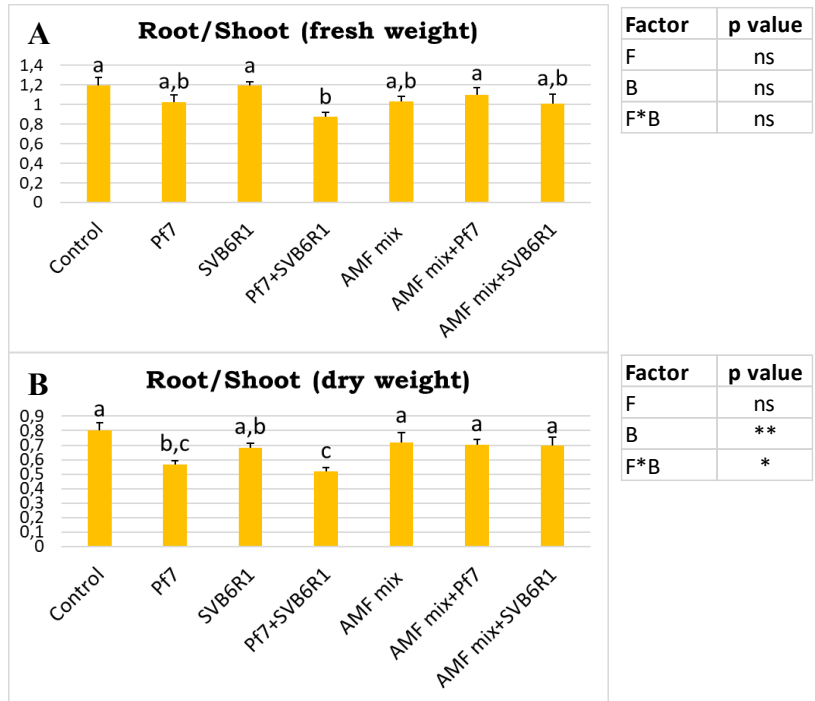 A
Root/Shoot (fresh weight)
1,4
1,2
1
0,8
0,6
0,4
0,2
0
a
a,b
a
b
a,b
a
a,b
Control
Pf7
SVB6R1
Pf7+SVB6R1
AMF mix
AMF mix+Pf7
AMF mix+SVB6R1
Factor p value
F ns
B ns
F*B ns
B
Root/Shoot (dry weight)
0,9
0,8
0,7
0,6
0,5
0,4
0,3
0,2
0,1
0
a
b,c
a,b
c
a
a
a
Control
Pf7
SVB6R1
Pf7+SVB6R1
AMF mix
AMF mix+Pf7
AMF mix+SVB6R1
Factor p value
F ns
B **
F*B *